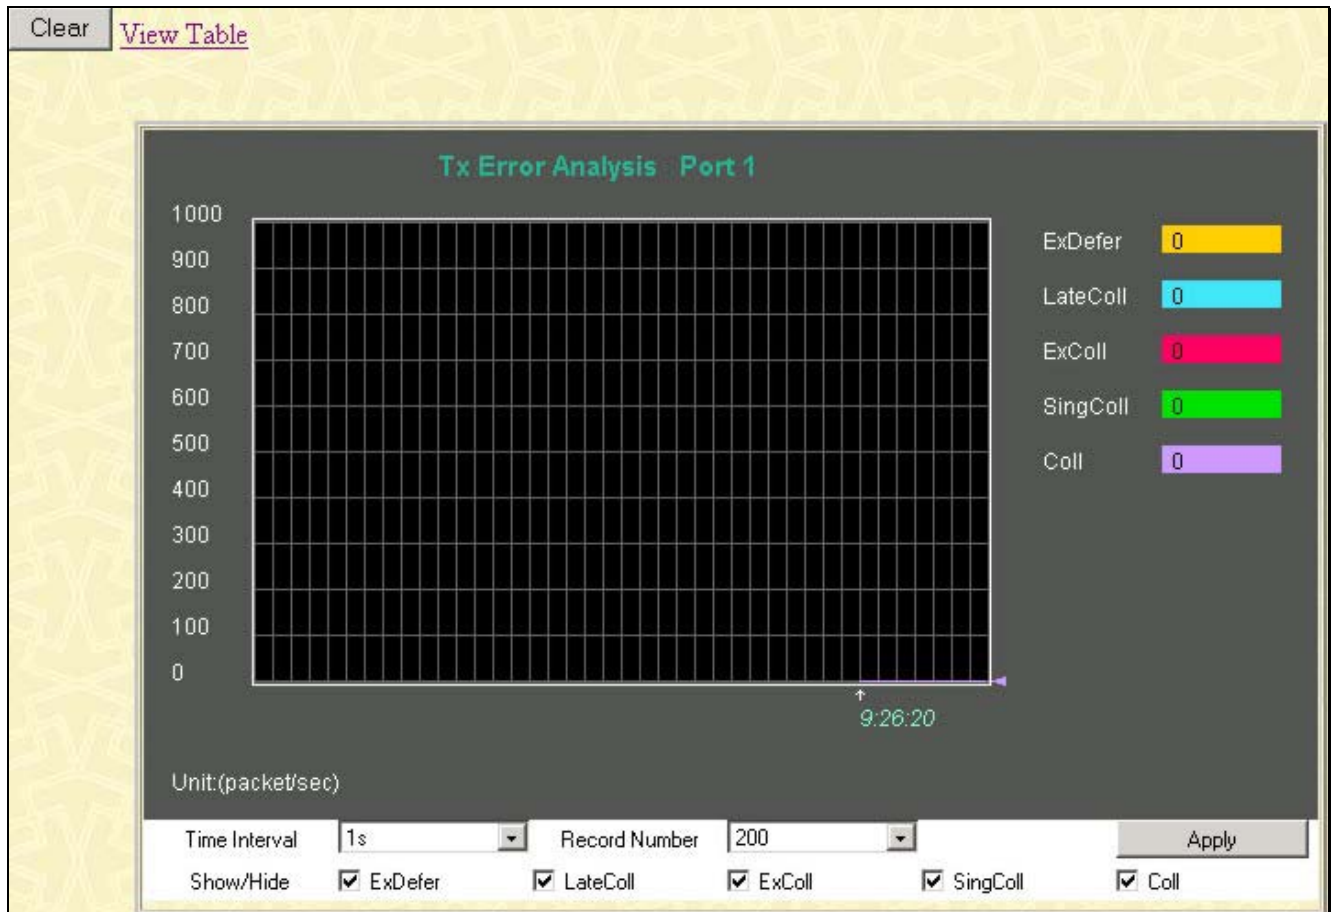 Clear View Table
Tx Error Analysis Port 1
1000
900
800
700
600
500
400
300
200
100
0
ExDefer 0
LateColl 0
ExColl 0
SingColl 0
Coll 0
9:26:20
Unit:(packet/sec)
Time Interval 1s Record Number 200 Apply
Show/Hide ExDefer LateColl ExColl SingColl Coll